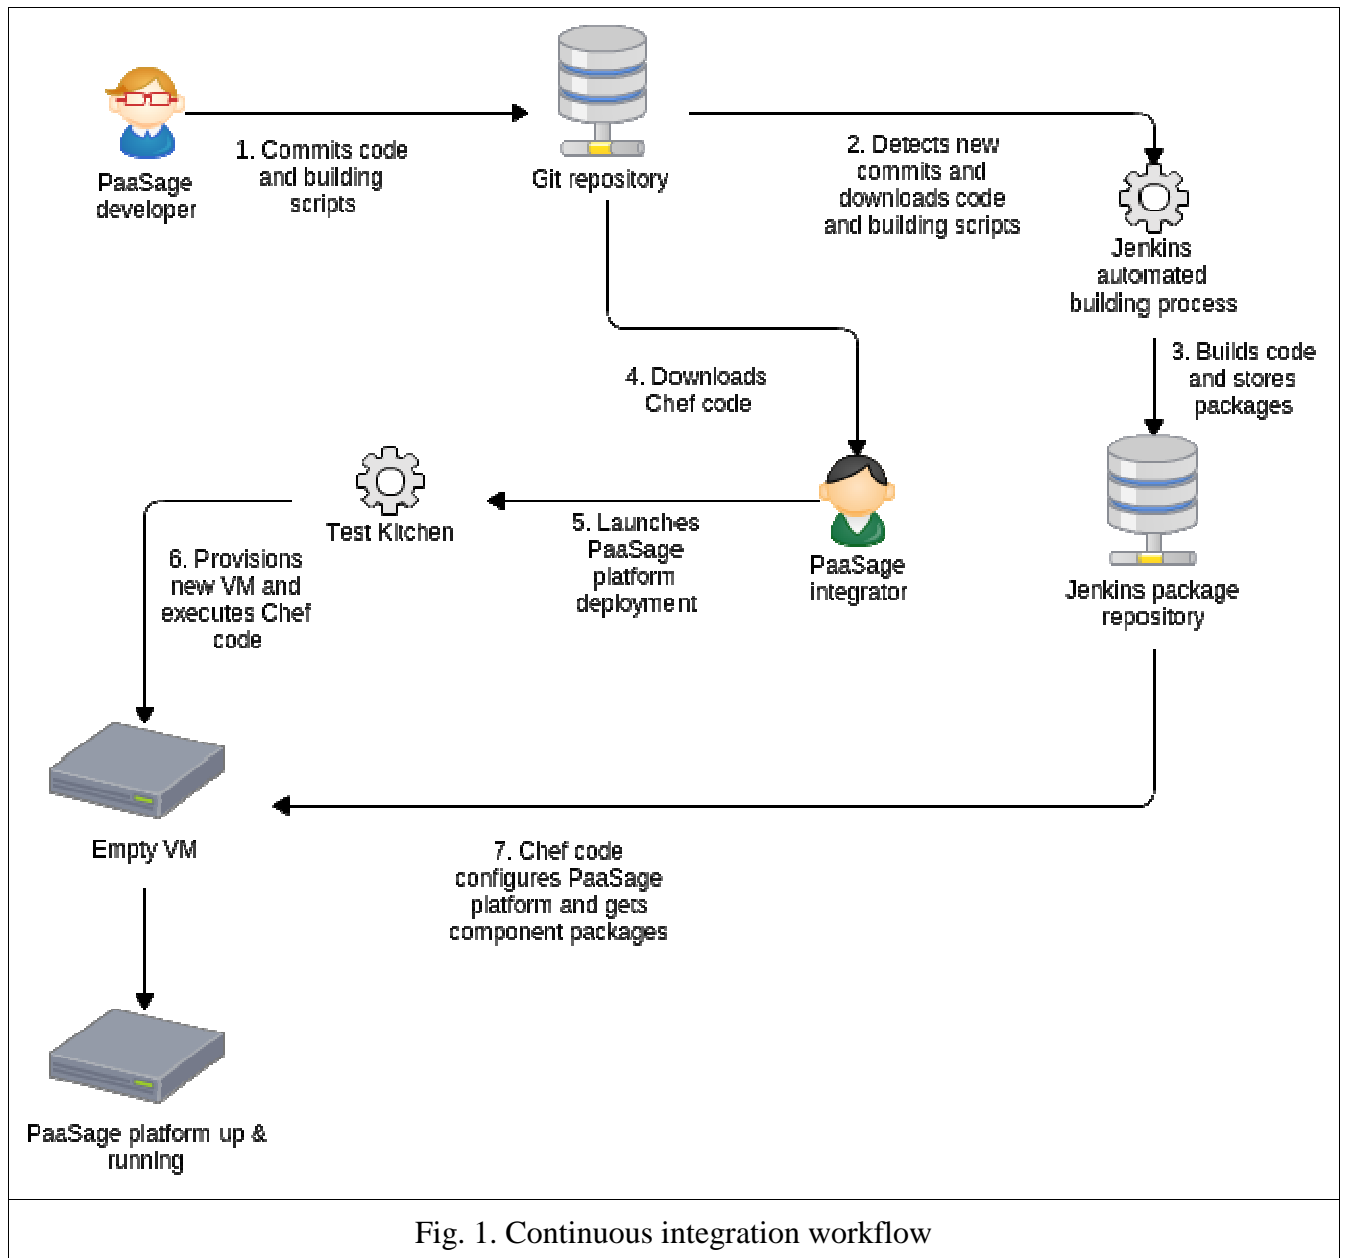 1. Commits code
and building
scripts
PaaSage
developer
Git repository
2. Detects new
commits and
downloads code
and building scripts
Jenkins
automated
building process
3. Builds code
and stores
packages
4. Downloads
Chef code
Test Kitchen
5. Launches
PaaSage
platform
deployment
PaaSage
integrator
Jenkins package
repository
6. Provisions
new VM and
executes Chef
code
Empty VM
7. Chef code
configures PaaSage
platform and gets
component packages
PaaSage platform up &
running
Fig. 1. Continuous integration workflow